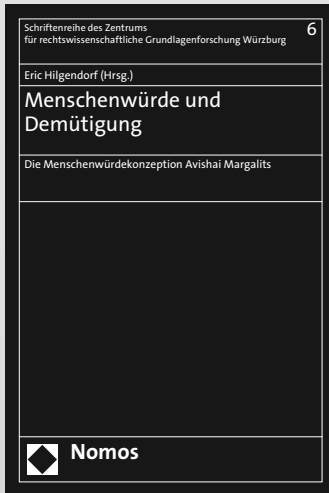 Schriftenreihe des Zentrums
für rechtswissenschaftliche Grundlagenforschung Würzburg
6
Eric Hilgendorf (Hrsg.)
Menschenwürde und
Demütigung
Die Menschenwürdekonzeption Avishai Margalits
Nomos